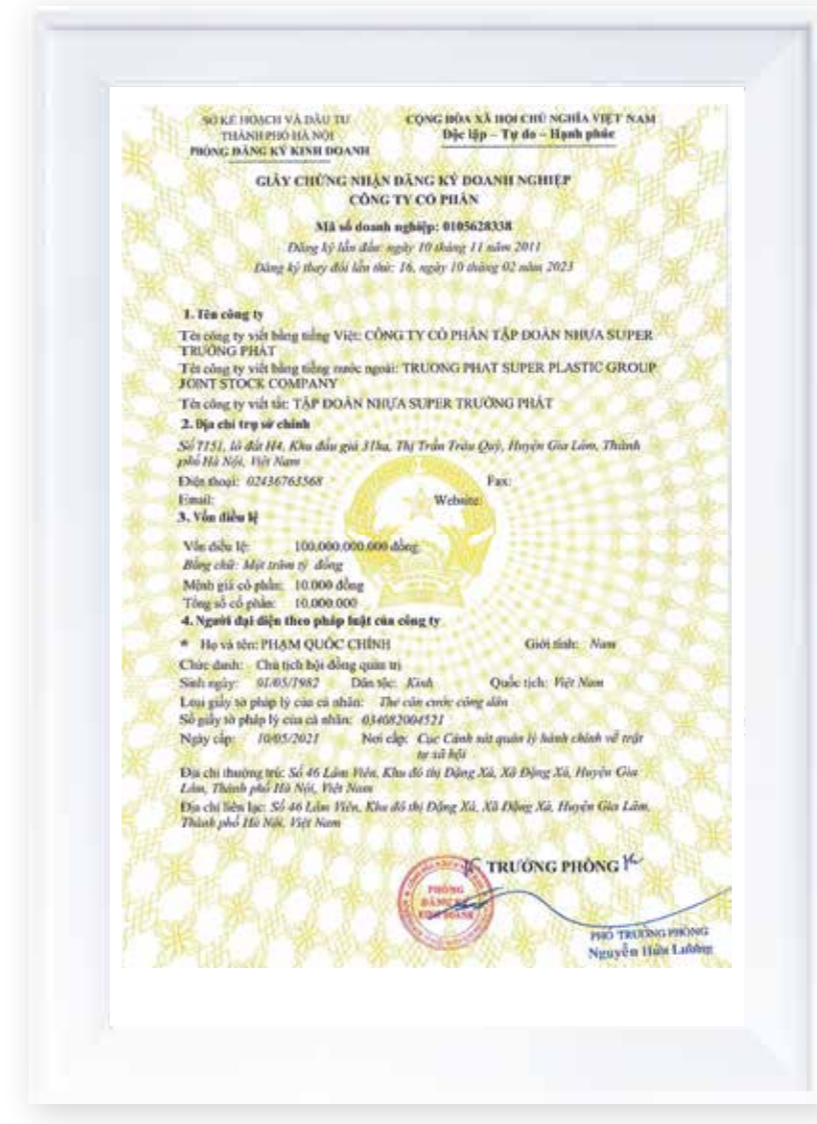 SỞ KẾ HOẠCH VÀ ĐẦU TƯ
THÀNH PHỐ HÀ NỘI
PHÒNG ĐĂNG KÝ KINH DOANH
CỘNG HÒA XÃ HỘI CHỦ NGHĨA VIỆT NAM
Độc lập – Tự do – Hạnh phúc
GIẤY CHỨNG NHẬN ĐĂNG KÝ DOANH NGHIỆP
CÔNG TY CỔ PHẦN
Mã số doanh nghiệp: 0105628338
Đăng ký lần đầu: ngày 10 tháng 11 năm 2011
Đăng ký thay đổi lần thứ: 16, ngày 10 tháng 02 năm 2023
1. Tên công ty
Tên công ty viết bằng tiếng Việt: CÔNG TY CỔ PHẦN TẬP ĐOÀN NHỰA SUPER
TRƯỜNG PHÁT
Tên công ty viết bằng tiếng nước ngoài: TRUONG PHAT SUPER PLASTIC GROUP
JOINT STOCK COMPANY
Tên công ty viết tắt: TẬP ĐOÀN NHỰA SUPER TRƯỜNG PHÁT
2. Địa chỉ trụ sở chính
Số 7151, lô đất H4, Khu đấu giá 31ha, Thị Trấn Trâu Quỳ, Huyện Gia Lâm, Thành
phố Hà Nội, Việt Nam
Điện thoại: 02436763568 Fax:
Email: Website:
3. Vốn điều lệ
Vốn điều lệ: 100.000.000.000 đồng
Bằng chữ: Một trăm tỷ đồng
Mệnh giá cổ phần: 10.000 đồng
Tổng số cổ phần: 10.000.000
4. Người đại diện theo pháp luật của công ty
* Họ và tên: PHẠM QUỐC CHÍNH Giới tính: Nam
Chức danh: Chủ tịch hội đồng quản trị
Sinh ngày: 01/05/1982 Dân tộc: Kinh Quốc tịch: Việt Nam
Loại giấy tờ pháp lý của cá nhân: Thẻ căn cước công dân
Số giấy tờ pháp lý của cá nhân: 034082004521
Ngày cấp: 10/05/2021 Nơi cấp: Cục Cảnh sát quản lý hành chính về trật
tự xã hội
Địa chỉ thường trú: Số 46 Lâm Viên, Khu đô thị Đặng Xá, Xã Đặng Xá, Huyện Gia
Lâm, Thành phố Hà Nội, Việt Nam
Địa chỉ liên lạc: Số 46 Lâm Viên, Khu đô thị Đặng Xá, Xã Đặng Xá, Huyện Gia Lâm,
Thành phố Hà Nội, Việt Nam
TRƯỞNG PHÒNG
PHÒNG
ĐĂNG KÝ
KINH DOANH
PHÓ TRƯỞNG PHÒNG
Nguyễn Hữu Lương